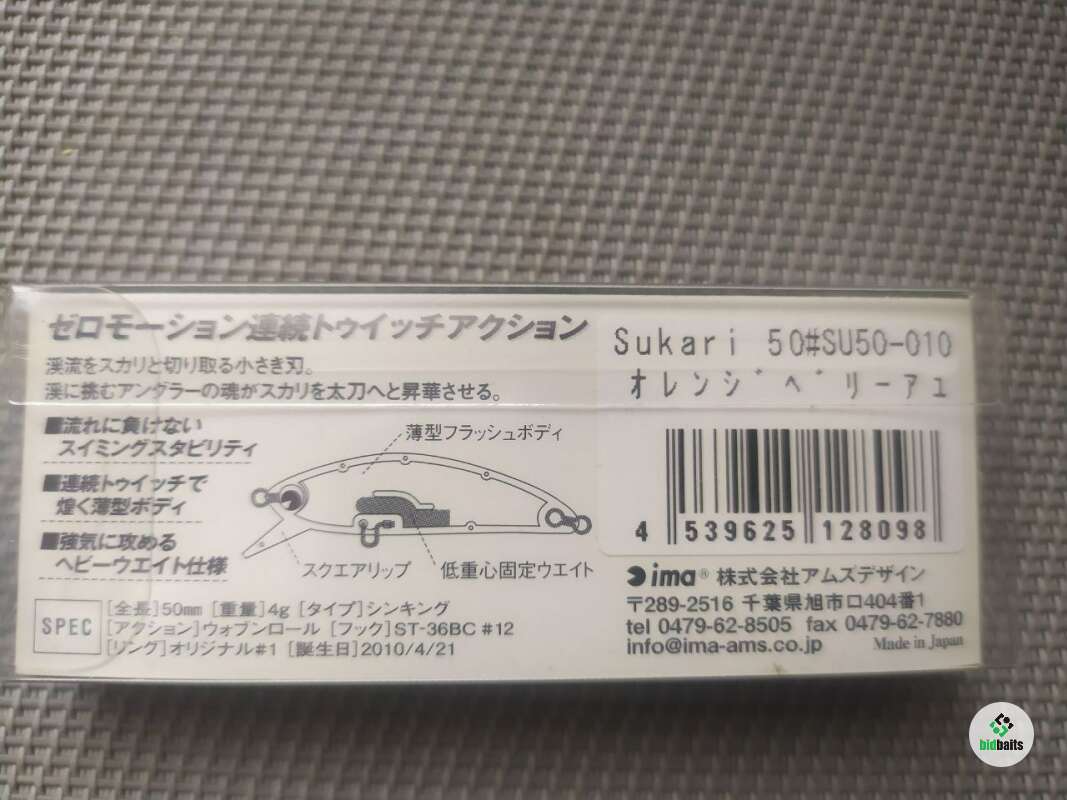 ゼロモーション連続トゥイッチアクション
渓流をスカリと切り取る小さき刃。
渓に挑むアングラーの魂がスカリを太刀へと昇華させる。
■流れに負けない
スイミングスタビリティ
■連続トゥイッチで
煌く薄型ボディ
■強気に攻める
ヘビーウエイト仕様
薄型フラッシュボディ
スクエアリップ
低重心固定ウエイト
SPEC
[全長]50mm [重量]4g [タイプ]シンキング
[アクション]ウォブンロール [フック]ST-36BC #12
[リング]オリジナル#1 [誕生日]2010/4/21
Sukari 50#SU50-010
オレンジベリーアユ
4 539625 128098
ima® 株式会社アムズデザイン
〒289-2516 千葉県旭市ロ404番1
tel 0479-62-8505 fax 0479-62-7880
info@ima-ams.co.jp Made in Japan
bidbaits